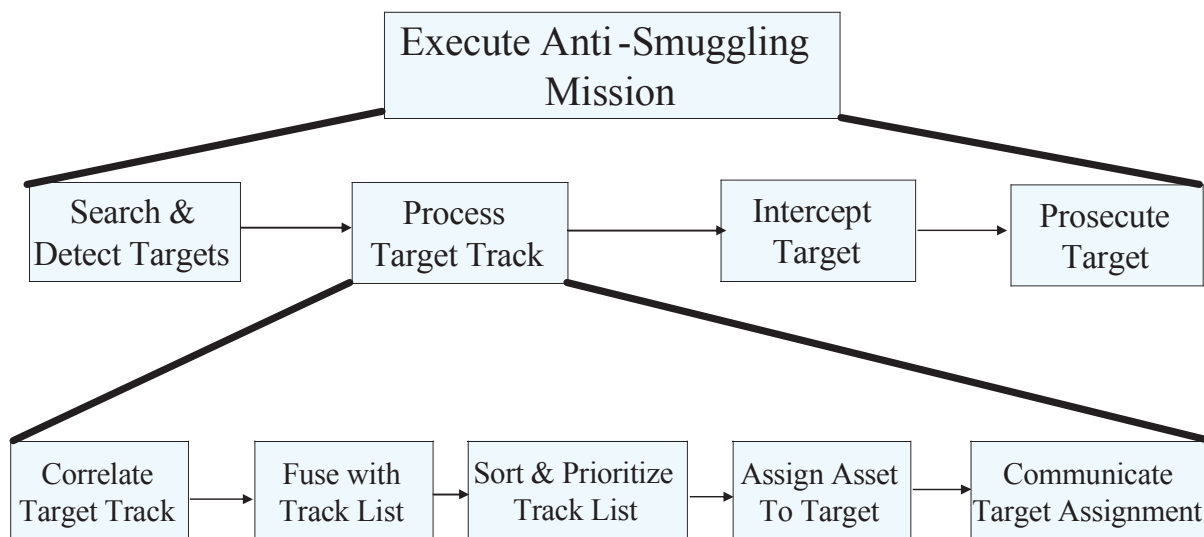 Execute Anti-Smuggling
Mission
Search &
Detect Targets
Process
Target Track
Intercept
Target
Prosecute
Target
Correlate
Target Track
Fuse with
Track List
Sort & Prioritize
Track List
Assign Asset
To Target
Communicate
Target Assignment